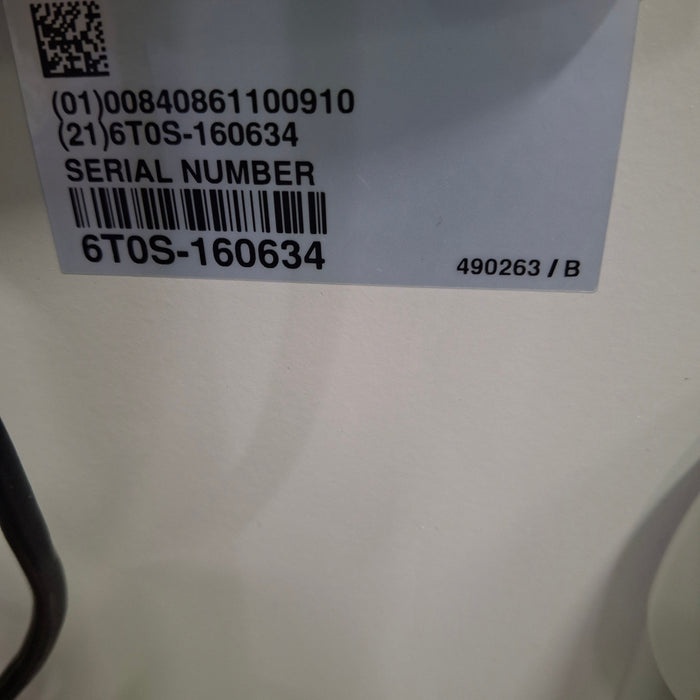 (01)00840861100910
(21)6T0S-160634
SERIAL NUMBER
6T0S-160634
490263 / B